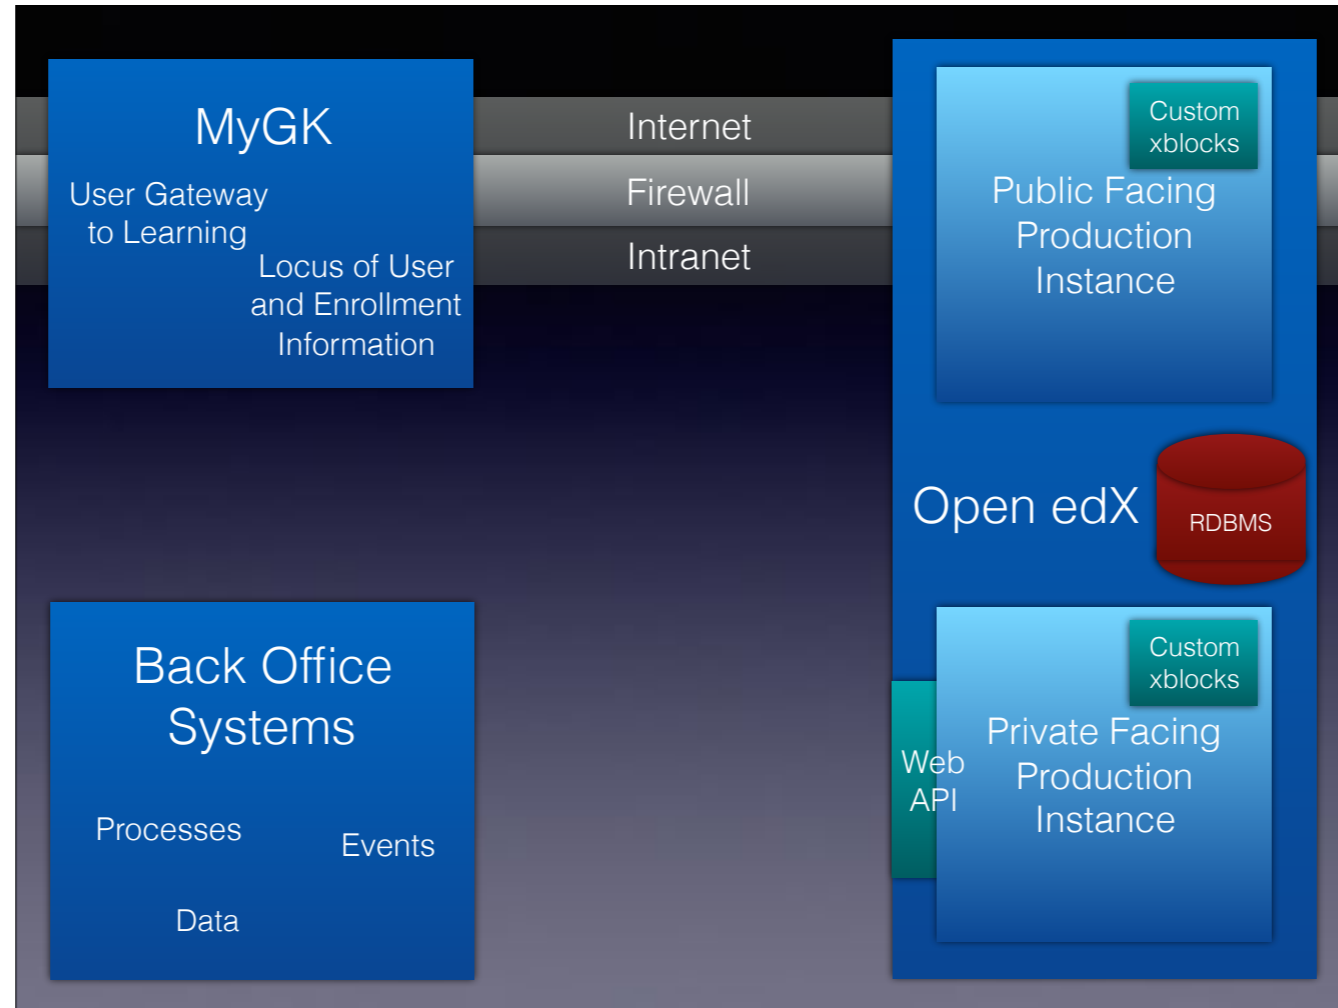 MyGK
User Gateway
to Learning
Locus of User
and Enrollment
Information
Internet
Firewall
Intranet
Custom
xblocks
Public Facing
Production
Instance
Open edX
RDBMS
Back Office
Systems
Processes
Events
Data
Custom
xblocks
Web
API
Private Facing
Production
Instance